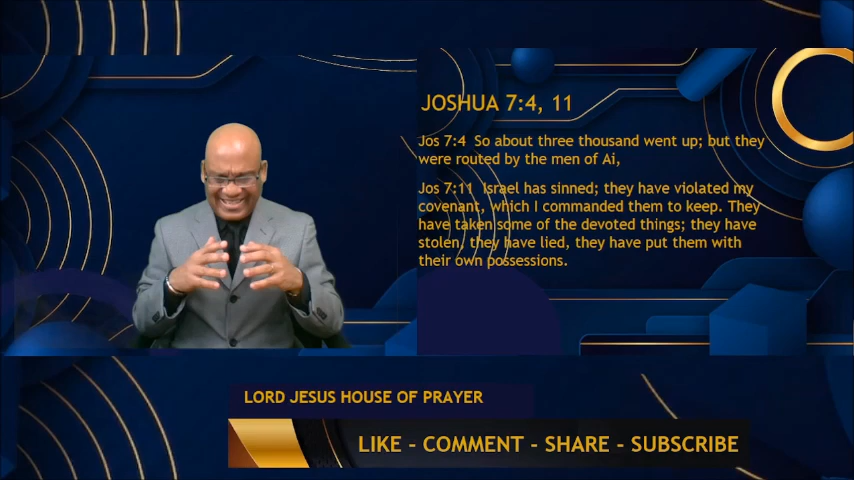 JOSHUA 7:4, 11
Jos 7:4 So about three thousand went up; but they
were routed by the men of Ai,
Jos 7:11 Israel has sinned; they have violated my
covenant, which I commanded them to keep. They
have taken some of the devoted things; they have
stolen, they have lied, they have put them with
their own possessions.
LORD JESUS HOUSE OF PRAYER
LIKE - COMMENT - SHARE - SUBSCRIBE